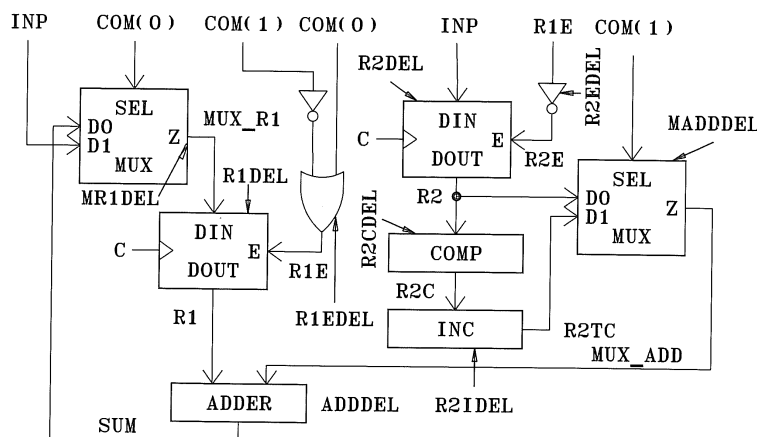 INP COM(0) COM(1) COM(0) INP R1E COM(1)
R2DEL
R2EDEL
SEL
MUX_R1
D0
D1
Z
MUX
DIN
C
E
DOUT
R2E
MADDDEL
SEL
D0
D1
Z
MUX
MR1DEL
R1DEL
R2
R2CDEL
DIN
C
E
DOUT
R1E
COMP
R2C
R1
R1EDEL
INC
R2TC
MUX_ADD
ADDER
ADDDEL
R2IDEL
SUM